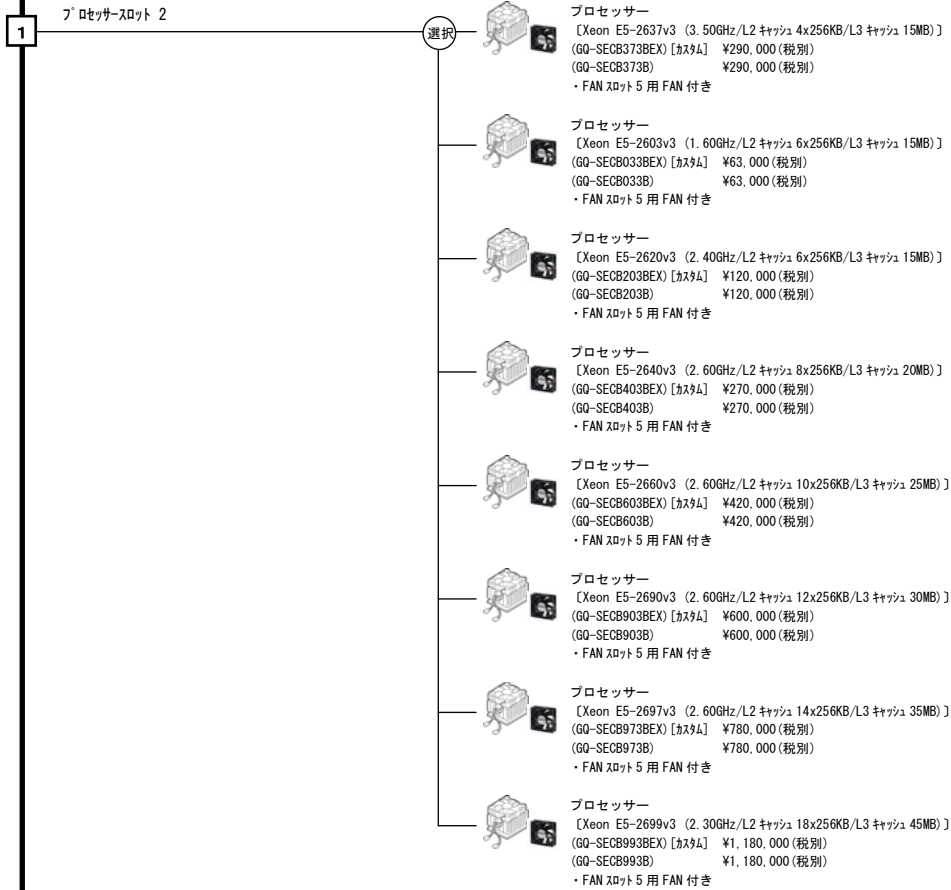 1
プロセッサースロット 2
選択
プロセッサー
〔Xeon E5-2637v3 (3.50GHz/L2 キャッシュ 4x256KB/L3 キャッシュ 15MB)〕
(GQ-SECB373BEX)[カスタム] ¥290,000(税別)
(GQ-SECB373B) ¥290,000(税別)
・FAN スロット 5 用 FAN 付き
プロセッサー
〔Xeon E5-2603v3 (1.60GHz/L2 キャッシュ 6x256KB/L3 キャッシュ 15MB)〕
(GQ-SECB033BEX)[カスタム] ¥63,000(税別)
(GQ-SECB033B) ¥63,000(税別)
・FAN スロット 5 用 FAN 付き
プロセッサー
〔Xeon E5-2620v3 (2.40GHz/L2 キャッシュ 6x256KB/L3 キャッシュ 15MB)〕
(GQ-SECB203BEX)[カスタム] ¥120,000(税別)
(GQ-SECB203B) ¥120,000(税別)
・FAN スロット 5 用 FAN 付き
プロセッサー
〔Xeon E5-2640v3 (2.60GHz/L2 キャッシュ 8x256KB/L3 キャッシュ 20MB)〕
(GQ-SECB403BEX)[カスタム] ¥270,000(税別)
(GQ-SECB403B) ¥270,000(税別)
・FAN スロット 5 用 FAN 付き
プロセッサー
〔Xeon E5-2660v3 (2.60GHz/L2 キャッシュ 10x256KB/L3 キャッシュ 25MB)〕
(GQ-SECB603BEX)[カスタム] ¥420,000(税別)
(GQ-SECB603B) ¥420,000(税別)
・FAN スロット 5 用 FAN 付き
プロセッサー
〔Xeon E5-2690v3 (2.60GHz/L2 キャッシュ 12x256KB/L3 キャッシュ 30MB)〕
(GQ-SECB903BEX)[カスタム] ¥600,000(税別)
(GQ-SECB903B) ¥600,000(税別)
・FAN スロット 5 用 FAN 付き
プロセッサー
〔Xeon E5-2697v3 (2.60GHz/L2 キャッシュ 14x256KB/L3 キャッシュ 35MB)〕
(GQ-SECB973BEX)[カスタム] ¥780,000(税別)
(GQ-SECB973B) ¥780,000(税別)
・FAN スロット 5 用 FAN 付き
プロセッサー
〔Xeon E5-2699v3 (2.30GHz/L2 キャッシュ 18x256KB/L3 キャッシュ 45MB)〕
(GQ-SECB993BEX)[カスタム] ¥1,180,000(税別)
(GQ-SECB993B) ¥1,180,000(税別)
・FAN スロット 5 用 FAN 付き